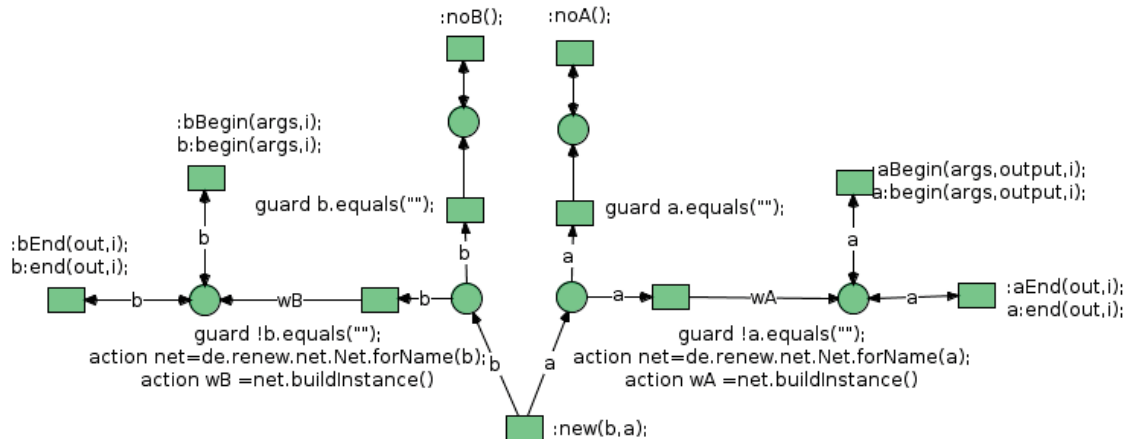 :noB();
:noA();
:bBegin(args,i);
b:begin(args,i);
:aBegin(args,output,i);
a:begin(args,output,i);
guard b.equals("");
guard a.equals("");
b
a
b
a
:bEnd(out,i);
b:end(out,i);
b
wB
b
a
wA
a
:aEnd(out,i);
a:end(out,i);
guard !b.equals("");
action net=de.renew.net.Net.forName(b);
action wB =net.buildInstance()
guard !a.equals("");
action net=de.renew.net.Net.forName(a);
action wA =net.buildInstance()
b
a
:new(b,a);